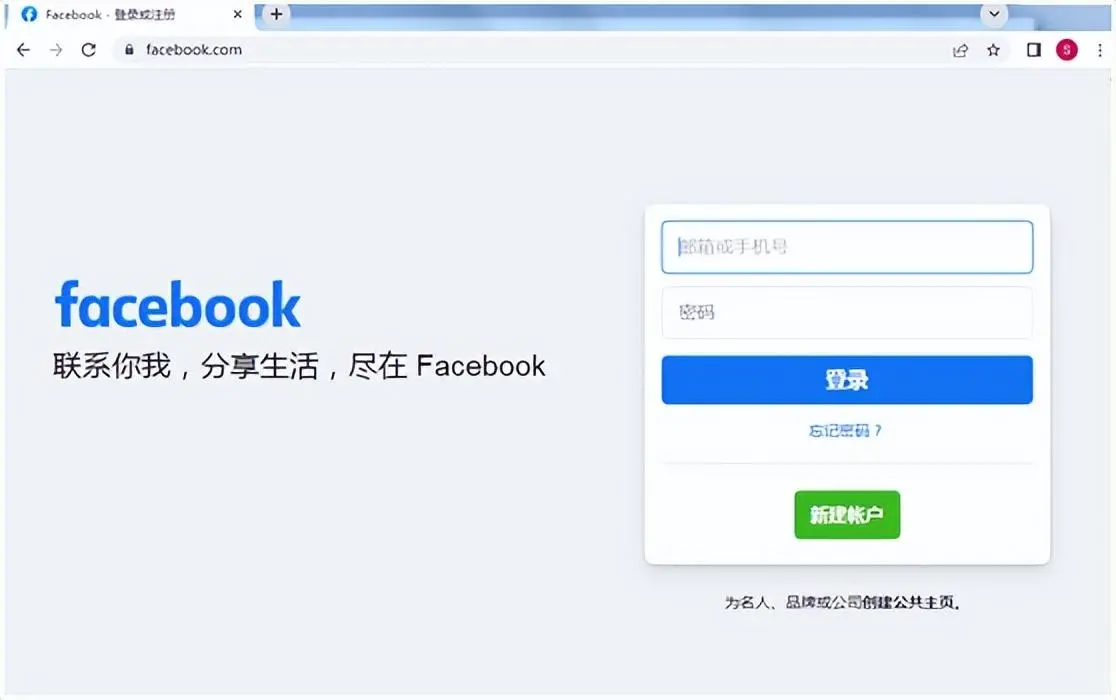 Facebook - 登录或注册
facebook.com
S
facebook
联系你我，分享生活，尽在 Facebook
邮箱或手机号
密码
登录
忘记密码？
新建帐户
为名人、品牌或公司创建公共主页。